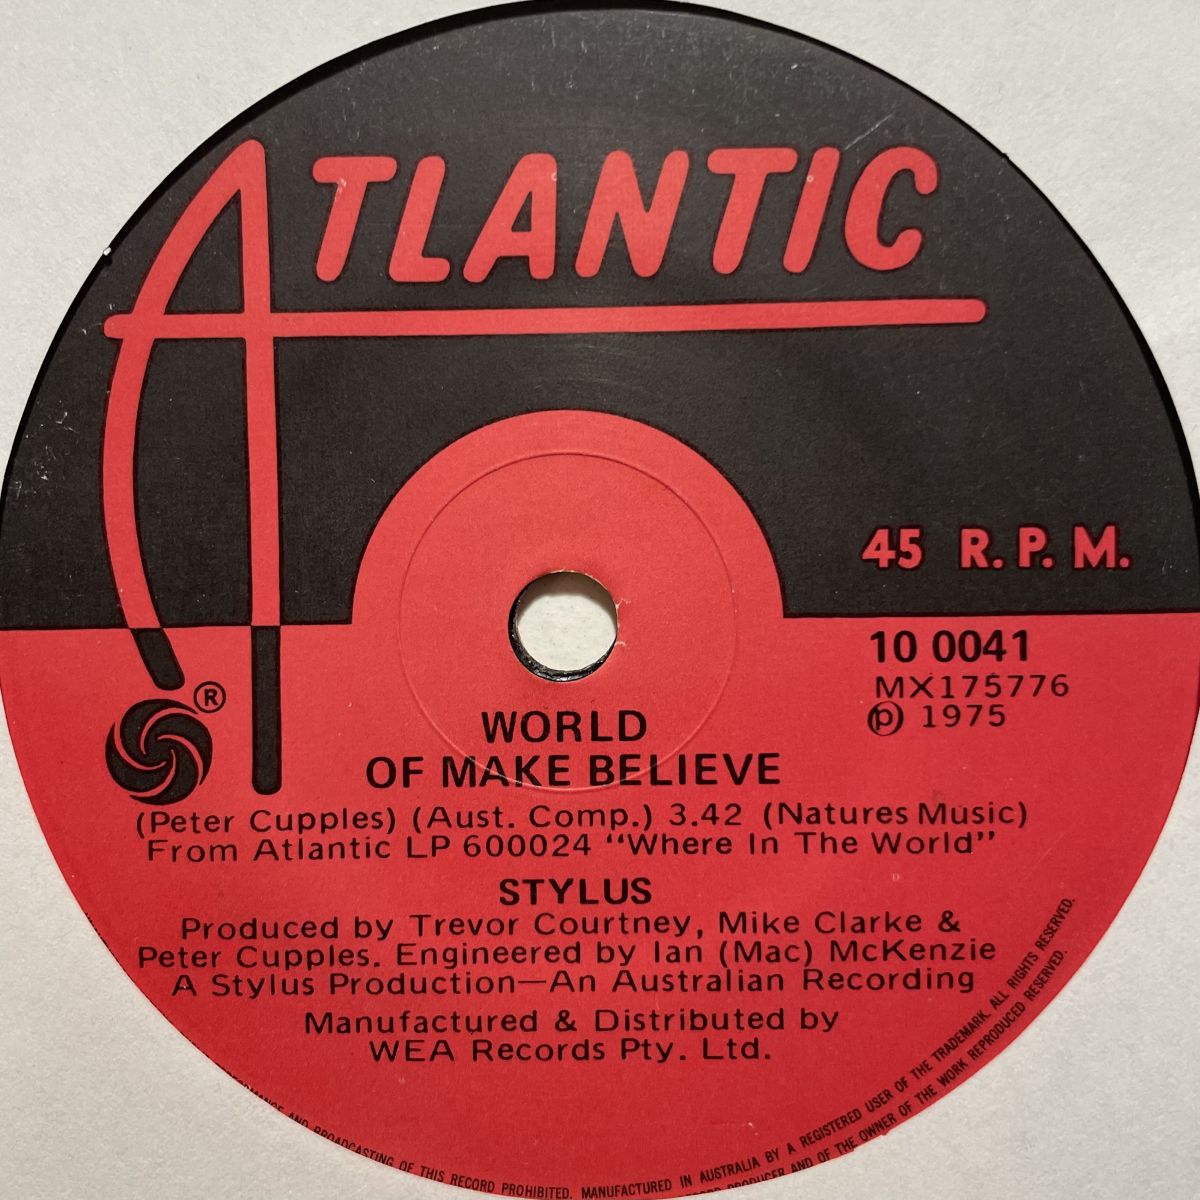 ATLANTIC
45 R.P.M.
10 0041
MX175776
℗ 1975
®
WORLD
OF MAKE BELIEVE
(Peter Cupples) (Aust. Comp.) 3.42 (Natures Music)
From Atlantic LP 600024 "Where In The World"
STYLUS
Produced by Trevor Courtney, Mike Clarke &
Peter Cupples. Engineered by Ian (Mac) McKenzie
A Stylus Production—An Australian Recording
Manufactured & Distributed by
WEA Records Pty. Ltd.
AND BROADCASTING OF THIS RECORD PROHIBITED. MANUFACTURED IN AUSTRALIA BY A REGISTERED USER OF THE TRADEMARK. ALL RIGHTS RESERVED.
PRODUCER AND OF THE OWNER OF THE WORK REPRODUCED RESERVED.